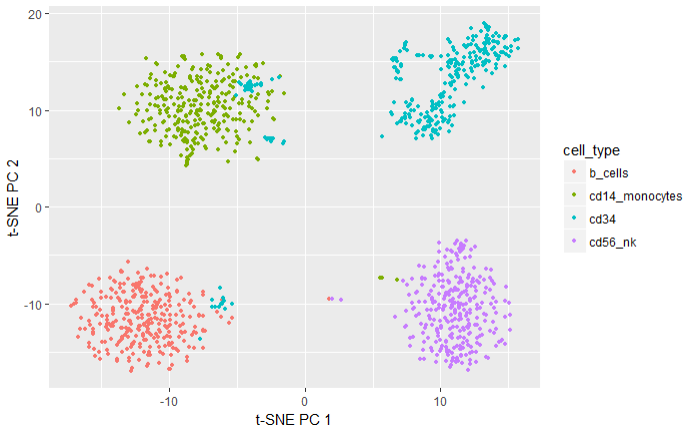 20
10
0
-10
t-SNE PC 2
-10
0
10
t-SNE PC 1
cell_type
b_cells
cd14_monocytes
cd34
cd56_nk